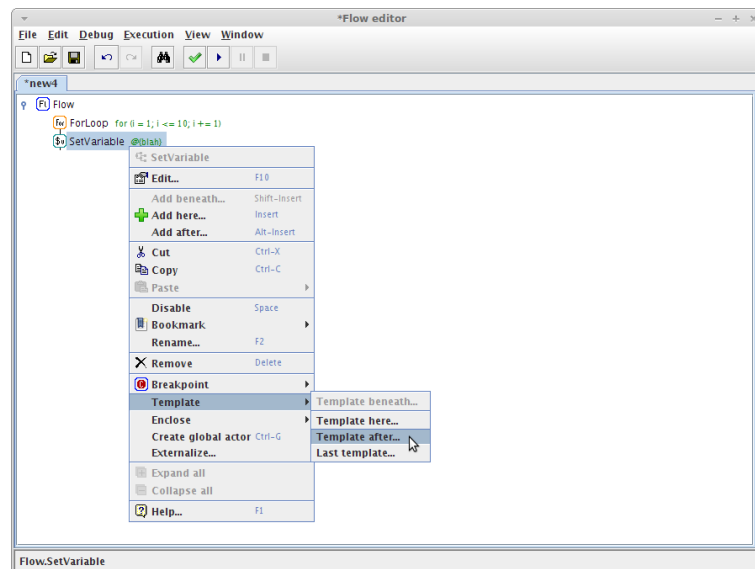 *Flow editor
File Edit Debug Execution View Window
*new4
Flow
ForLoop for (i = 1; i <= 10; i += 1)
SetVariable @(blah)
SetVariable
Edit... F10
Add beneath... Shift-Insert
Add here... Insert
Add after... Alt-Insert
Cut Ctrl-X
Copy Ctrl-C
Paste
Disable Space
Bookmark
Rename... F2
Remove Delete
Breakpoint
Template Template beneath...
Enclose Template here...
Create global actor Ctrl-G Template after...
Externalize... Last template...
Expand all
Collapse all
Help... F1
Flow.SetVariable